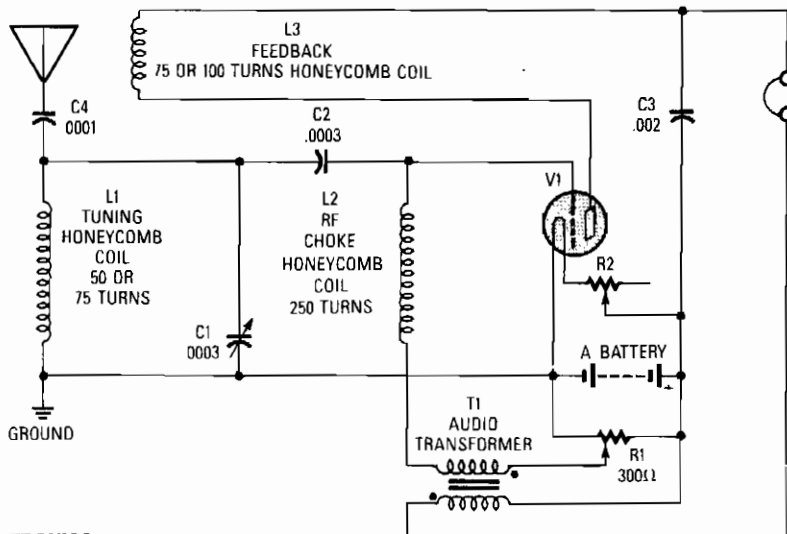 L3
FEEDBACK
75 OR 100 TURNS HONEYCOMB COIL
C4
0001
C2
.0003
C3
.002
L1
TUNING
HONEYCOMB
COIL
50 OR
75 TURNS
L2
RF
CHOKE
HONEYCOMB
COIL
250 TURNS
V1
R2
C1
0003
A BATTERY
+
GROUND
T1
AUDIO
TRANSFORMER
R1
300Ω